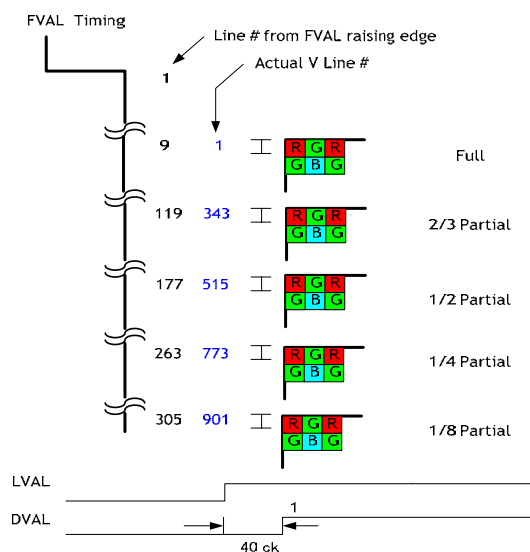 FVAL Timing
Line # from FVAL raising edge
Actual V Line #
1
9 1 R G R Full
G B G
119 343 R G R 2/3 Partial
G B G
177 515 R G R 1/2 Partial
G B G
263 773 R G R 1/4 Partial
G B G
305 901 R G R 1/8 Partial
G B G
LVAL
DVAL 1
40 ck